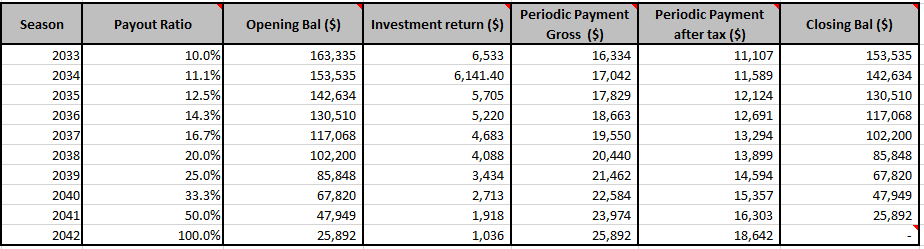 Season Payout Ratio Opening Bal ($) Investment return ($) Periodic Payment Gross ($) Periodic Payment after tax ($) Closing Bal ($)
2033 10.0% 163,335 6,533 16,334 11,107 153,535
2034 11.1% 153,535 6,141.40 17,042 11,589 142,634
2035 12.5% 142,634 5,705 17,829 12,124 130,510
2036 14.3% 130,510 5,220 18,663 12,691 117,068
2037 16.7% 117,068 4,683 19,550 13,294 102,200
2038 20.0% 102,200 4,088 20,440 13,899 85,848
2039 25.0% 85,848 3,434 21,462 14,594 67,820
2040 33.3% 67,820 2,713 22,584 15,357 47,949
2041 50.0% 47,949 1,918 23,974 16,303 25,892
2042 100.0% 25,892 1,036 25,892 18,642 -